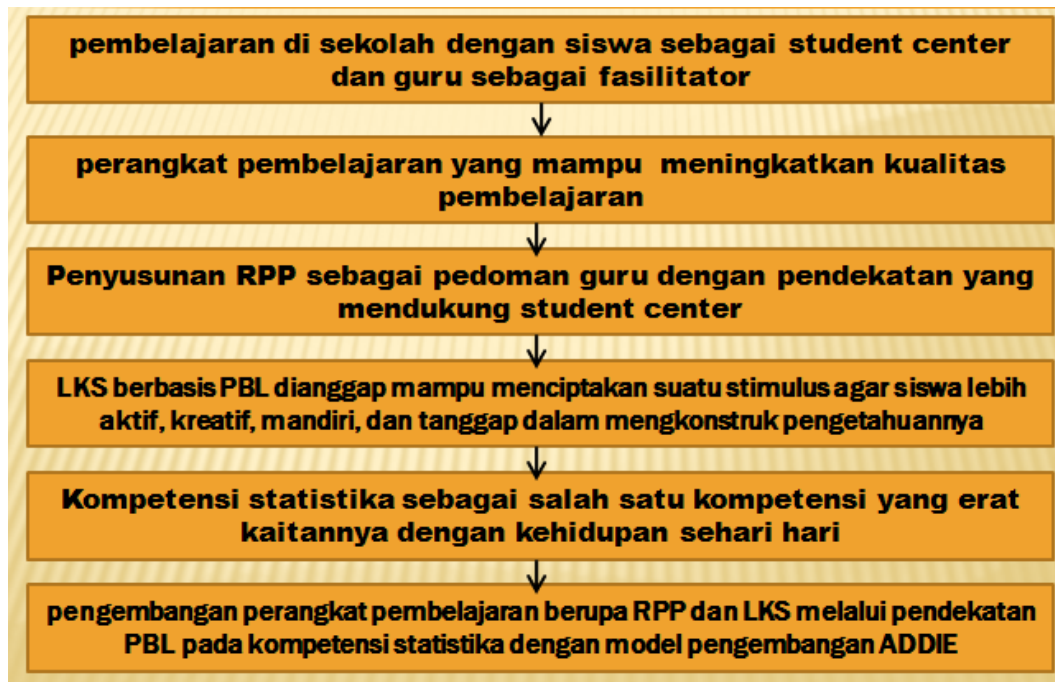 pembelajaran di sekolah dengan siswa sebagai student center
dan guru sebagai fasilitator
perangkat pembelajaran yang mampu meningkatkan kualitas
pembelajaran
Penyusunan RPP sebagai pedoman guru dengan pendekatan yang
mendukung student center
LKS berbasis PBL dianggap mampu menciptakan suatu stimulus agar siswa lebih
aktif, kreatif, mandiri, dan tanggap dalam mengkonstruk pengetahuannya
Kompetensi statistika sebagai salah satu kompetensi yang erat
kaitannya dengan kehidupan sehari hari
pengembangan perangkat pembelajaran berupa RPP dan LKS melalui pendekatan
PBL pada kompetensi statistika dengan model pengembangan ADDIE